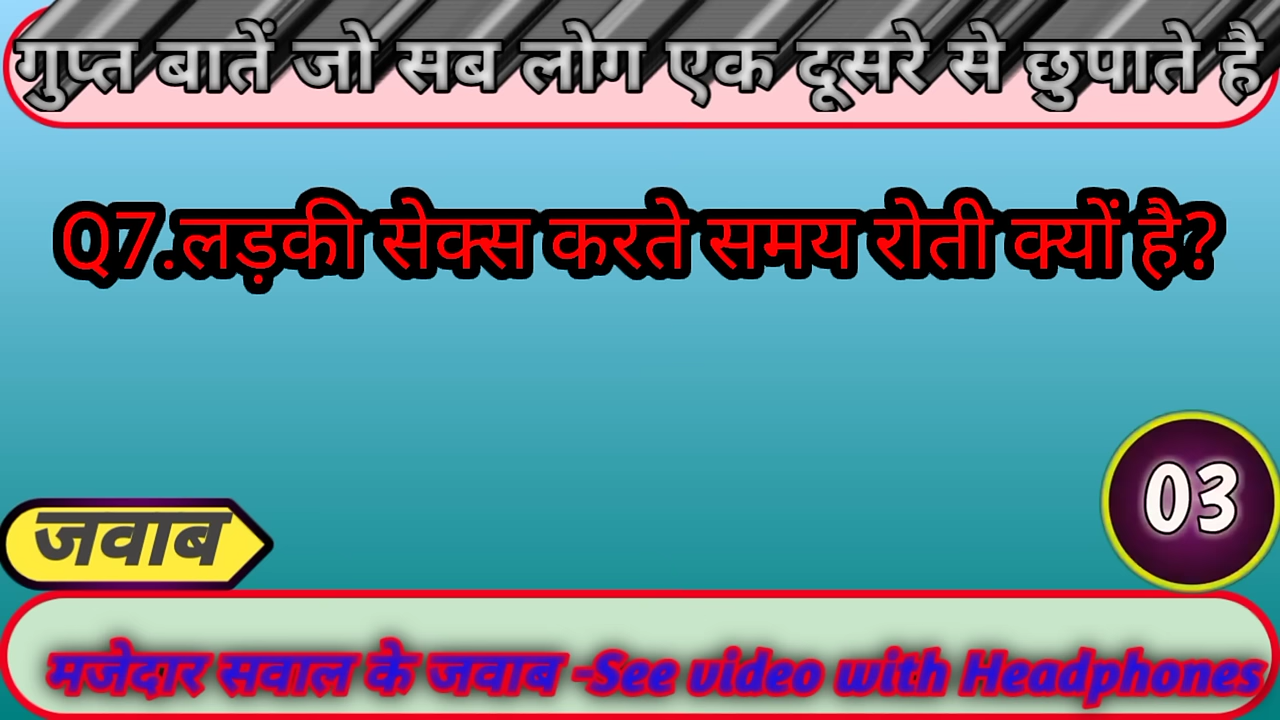 गुप्त बातें जो सब लोग एक दूसरे से छुपाते है
Q7.लड़की सेक्स करते समय रोती क्यों है?
03
जवाब
मजेदार सवाल के जवाब -See video with Headphones